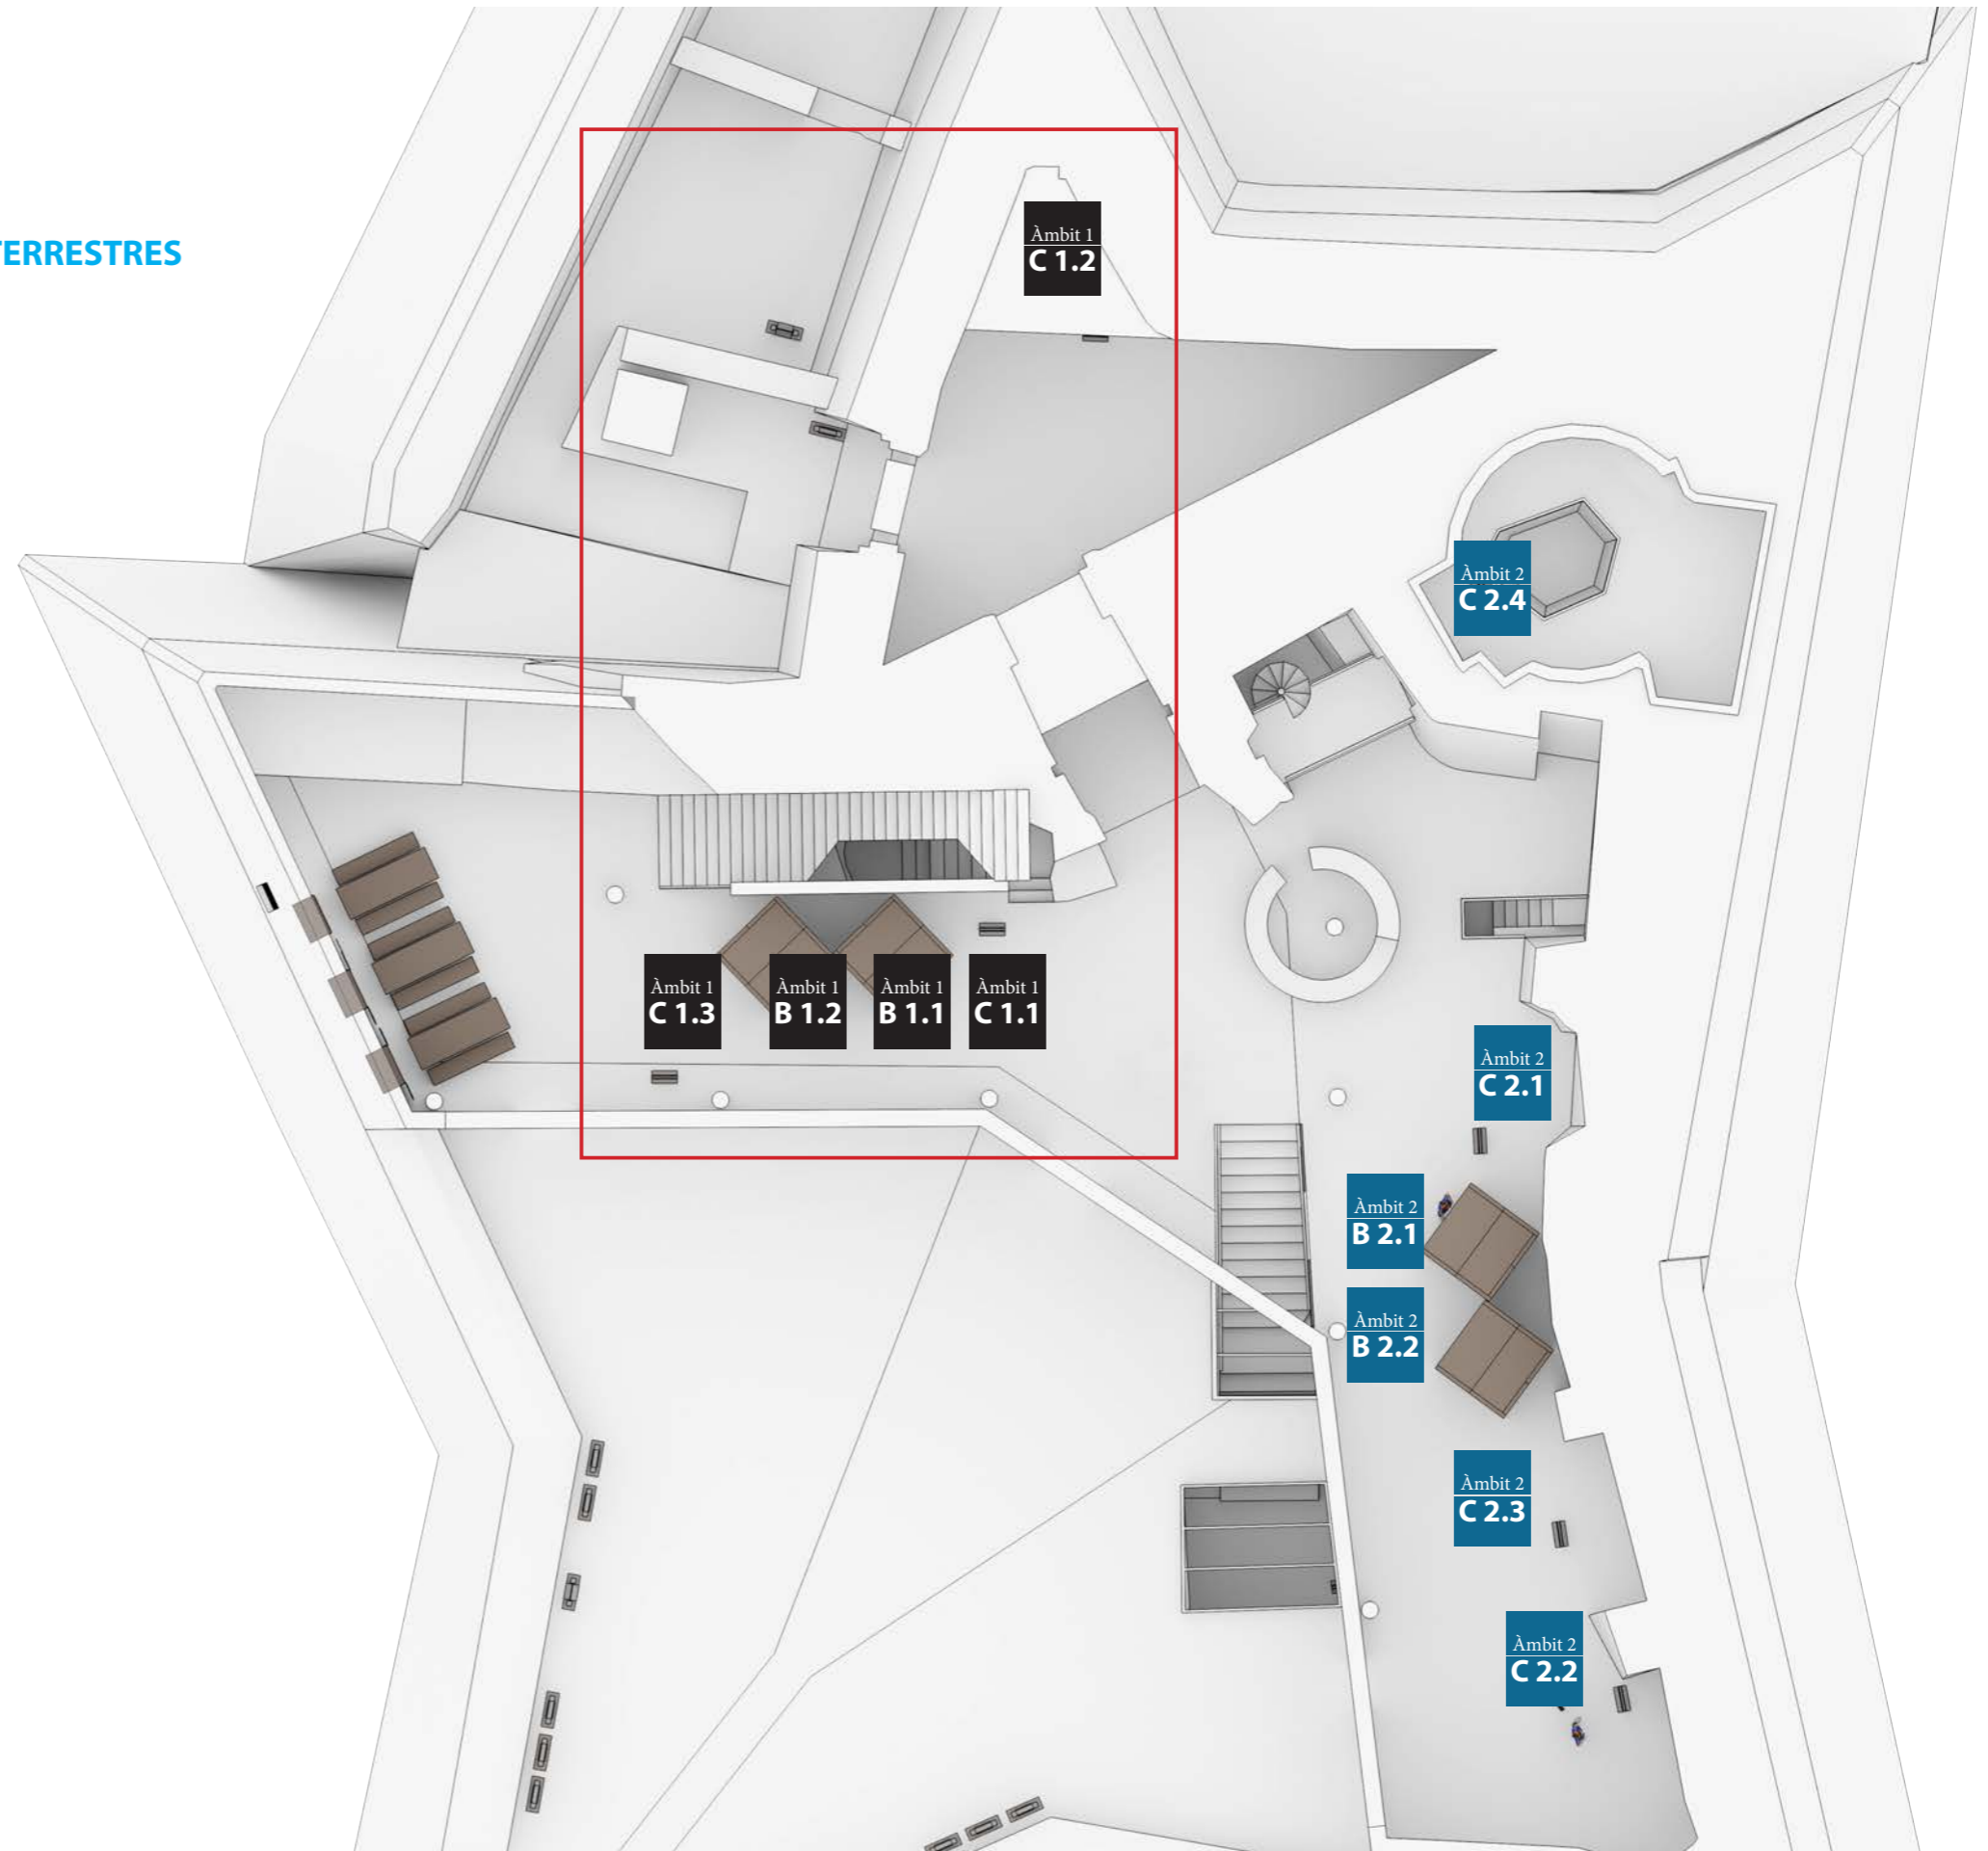 TERRESTRES
Àmbit 1
C 1.2
Àmbit 2
C 2.4
Àmbit 1
C 1.3
Àmbit 1
B 1.2
Àmbit 1
B 1.1
Àmbit 1
C 1.1
Àmbit 2
C 2.1
Àmbit 2
B 2.1
Àmbit 2
B 2.2
Àmbit 2
C 2.3
Àmbit 2
C 2.2